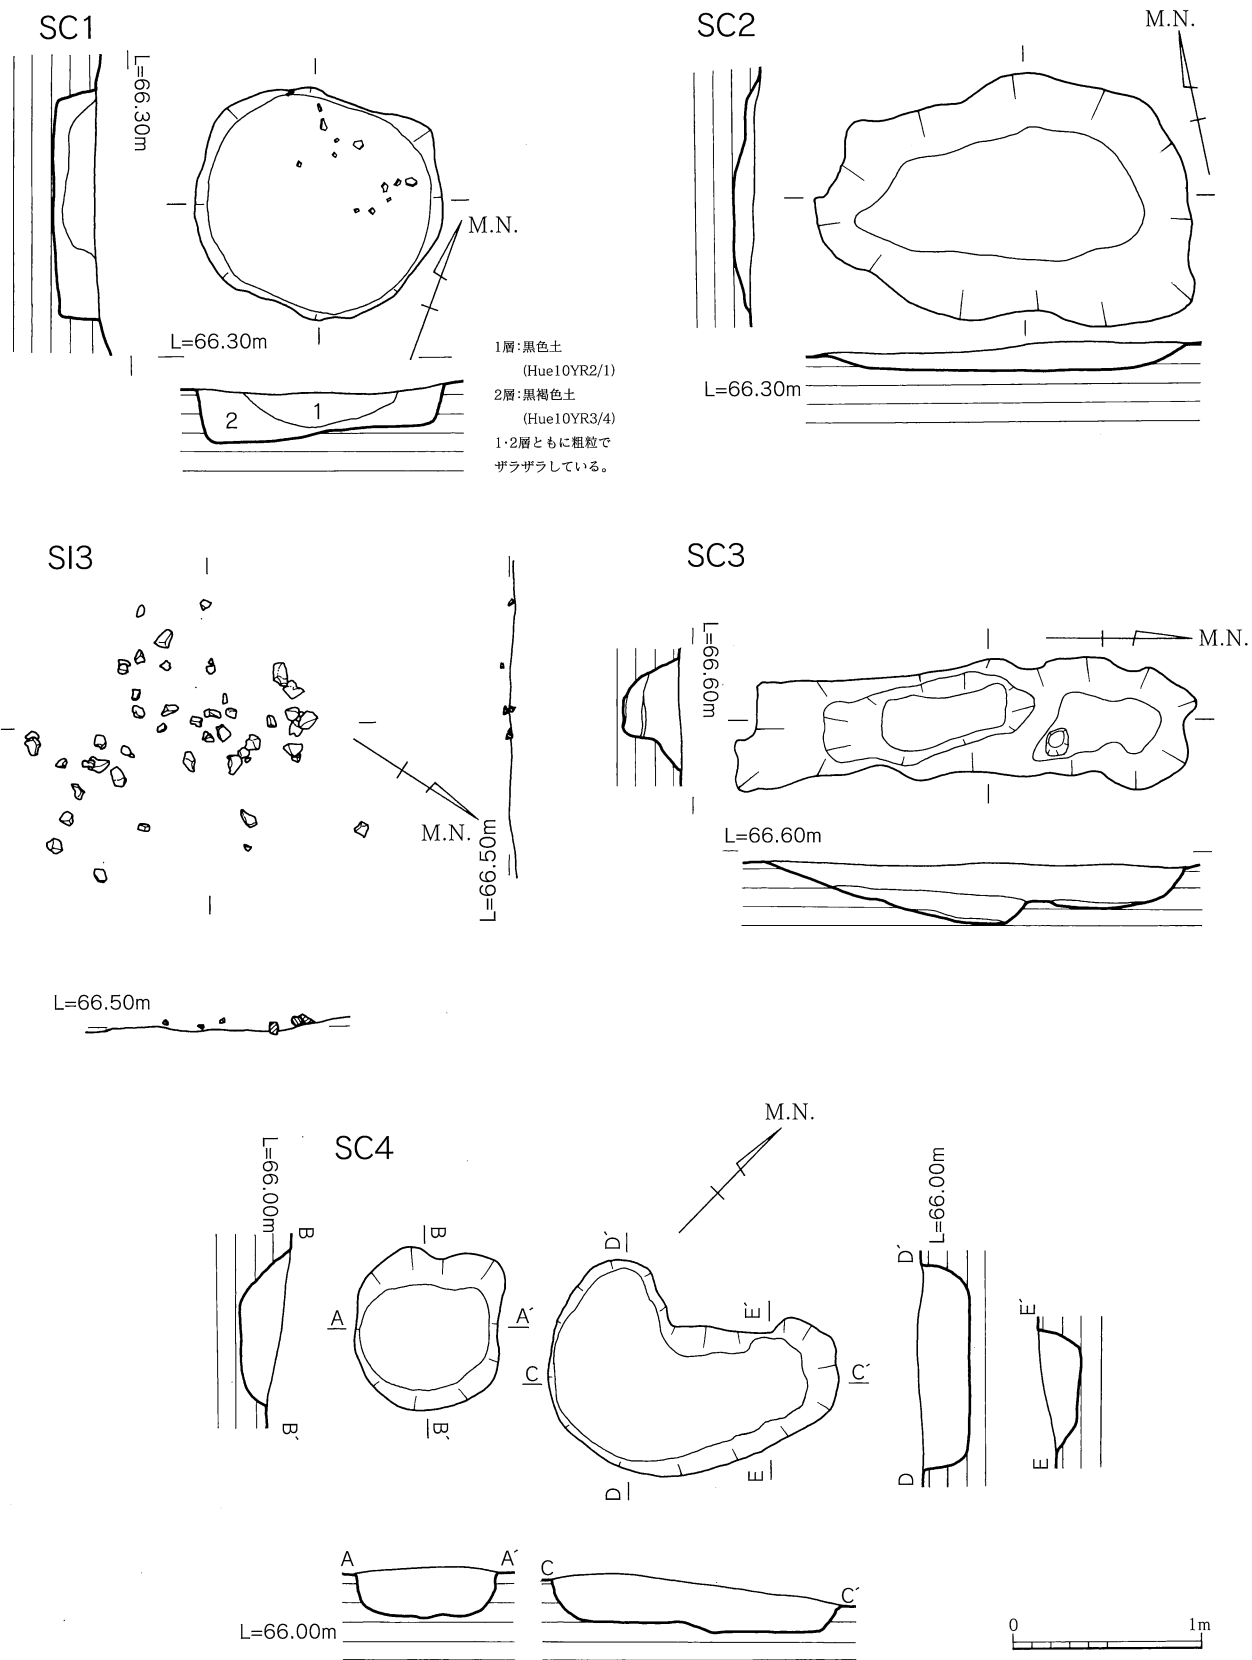 SC1
L=66.30m
M.N.
L=66.30m
2
1
1層:黒色土
(Hue10YR2/1)
2層:黒褐色土
(Hue10YR3/4)
1·2層ともに粗粒で
ザラザラしている。
SC2
M.N.
L=66.30m
SI3
M.N.
L=66.50m
L=66.50m
SC3
L=66.60m
M.N.
L=66.60m
SC4
M.N.
L=66.00m
B
B´
B
A
A´
B´
D´
E´
C
C´
D
E
L=66.00m
D´
D
E´
E
A
A´
C
C´
L=66.00m
0
1m